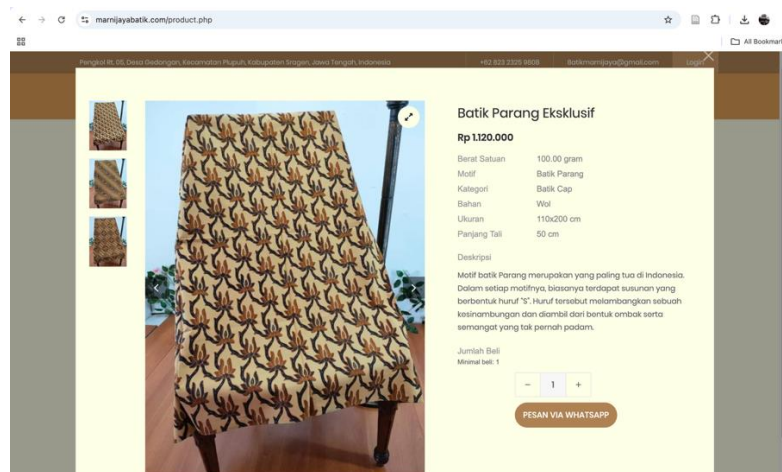 marnijayabatik.com/product.php
All Bookmar
Pengkol Rt. 05, Desa Gedongan, Kecamatan Plupuh, Kabupaten Sragen, Jawa Tengah, Indonesia
+62 823 2325 9808
Batikmarnijaya@gmail.com
Login
Batik Parang Eksklusif
Rp 1.120.000
Berat Satuan 100.00 gram
Motif Batik Parang
Kategori Batik Cap
Bahan Wol
Ukuran 110x200 cm
Panjang Tali 50 cm
Deskripsi
Motif batik Parang merupakan yang paling tua di Indonesia.
Dalam setiap motifnya, biasanya terdapat susunan yang
berbentuk huruf "S". Huruf tersebut melambangkan sebuah
kesinambungan dan diambil dari bentuk ombak serta
semangat yang tak pernah padam.
Jumlah Beli
Minimal beli: 1
- 1 +
PESAN VIA WHATSAPP